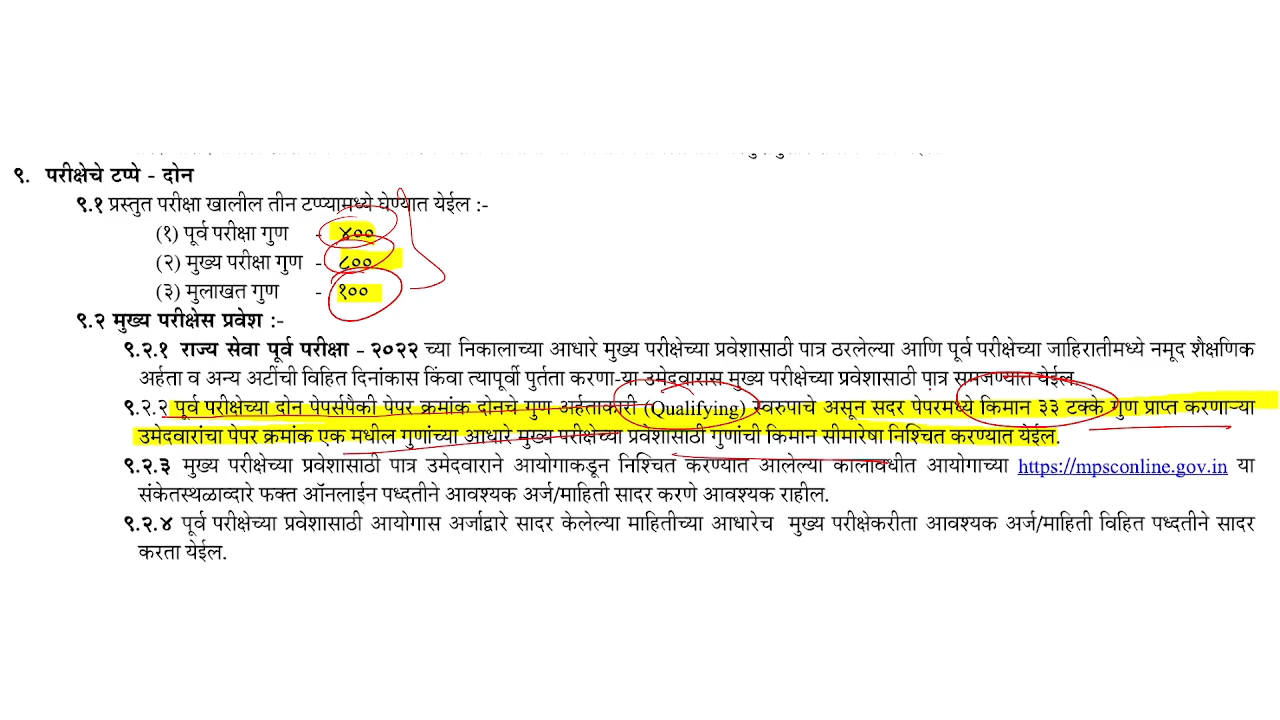 ९. परीक्षेचे टप्पे - दोन
९.१ प्रस्तुत परीक्षा खालील तीन टप्प्यामध्ये घेण्यात येईल :-
(१) पूर्व परीक्षा गुण - ४००
(२) मुख्य परीक्षा गुण - ८००
(३) मुलाखत गुण - १००
९.२ मुख्य परीक्षेस प्रवेश :-
९.२.१ राज्य सेवा पूर्व परीक्षा - २०२२ च्या निकालाच्या आधारे मुख्य परीक्षेच्या प्रवेशासाठी पात्र ठरलेल्या आणि पूर्व परीक्षेच्या जाहिरातीमध्ये नमूद शैक्षणिक
अर्हता व अन्य अटींची विहित दिनांकास किंवा त्यापूर्वी पुर्तता करणा-या उमेदवारास मुख्य परीक्षेच्या प्रवेशासाठी पात्र समजण्यात येईल.
९.२.२ पूर्व परीक्षेच्या दोन पेपर्सपैकी पेपर क्रमांक दोनचे गुण अर्हताकारी (Qualifying) स्वरुपाचे असून सदर पेपरमध्ये किमान ३३ टक्के गुण प्राप्त करणाऱ्या
उमेदवारांचा पेपर क्रमांक एक मधील गुणांच्या आधारे मुख्य परीक्षेच्या प्रवेशासाठी गुणांची किमान सीमारेषा निश्चित करण्यात येईल.
९.२.३ मुख्य परीक्षेच्या प्रवेशासाठी पात्र उमेदवाराने आयोगाकडून निश्चित करण्यात आलेल्या कालावधीत आयोगाच्या https://mpsconline.gov.in या
संकेतस्थळाव्दारे फक्त ऑनलाईन पध्दतीने आवश्यक अर्ज/माहिती सादर करणे आवश्यक राहील.
९.२.४ पूर्व परीक्षेच्या प्रवेशासाठी आयोगास अर्जाद्वारे सादर केलेल्या माहितीच्या आधारेच मुख्य परीक्षेकरीता आवश्यक अर्ज/माहिती विहित पध्दतीने सादर
करता येईल.